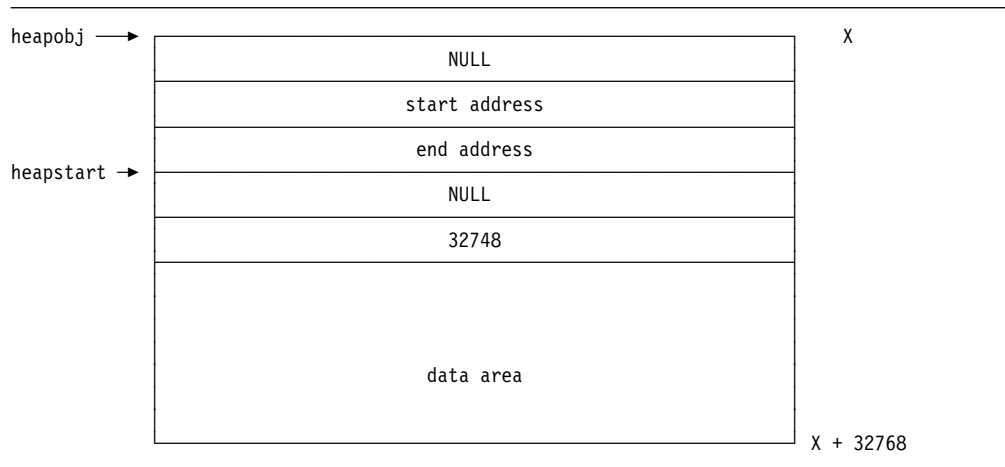 heapobj X
NULL
start address
end address
heapstart
NULL
32748
data area
X + 32768